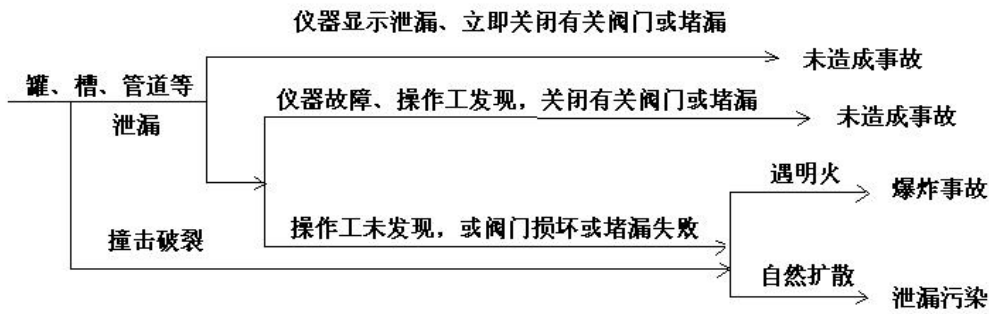 仪器显示泄漏、立即关闭有关阀门或堵漏
未造成事故
罐、槽、管道等
泄漏
仪器故障、操作工发现，关闭有关阀门或堵漏
未造成事故
遇明火
爆炸事故
操作工未发现，或阀门损坏或堵漏失败
撞击破裂
自然扩散
泄漏污染